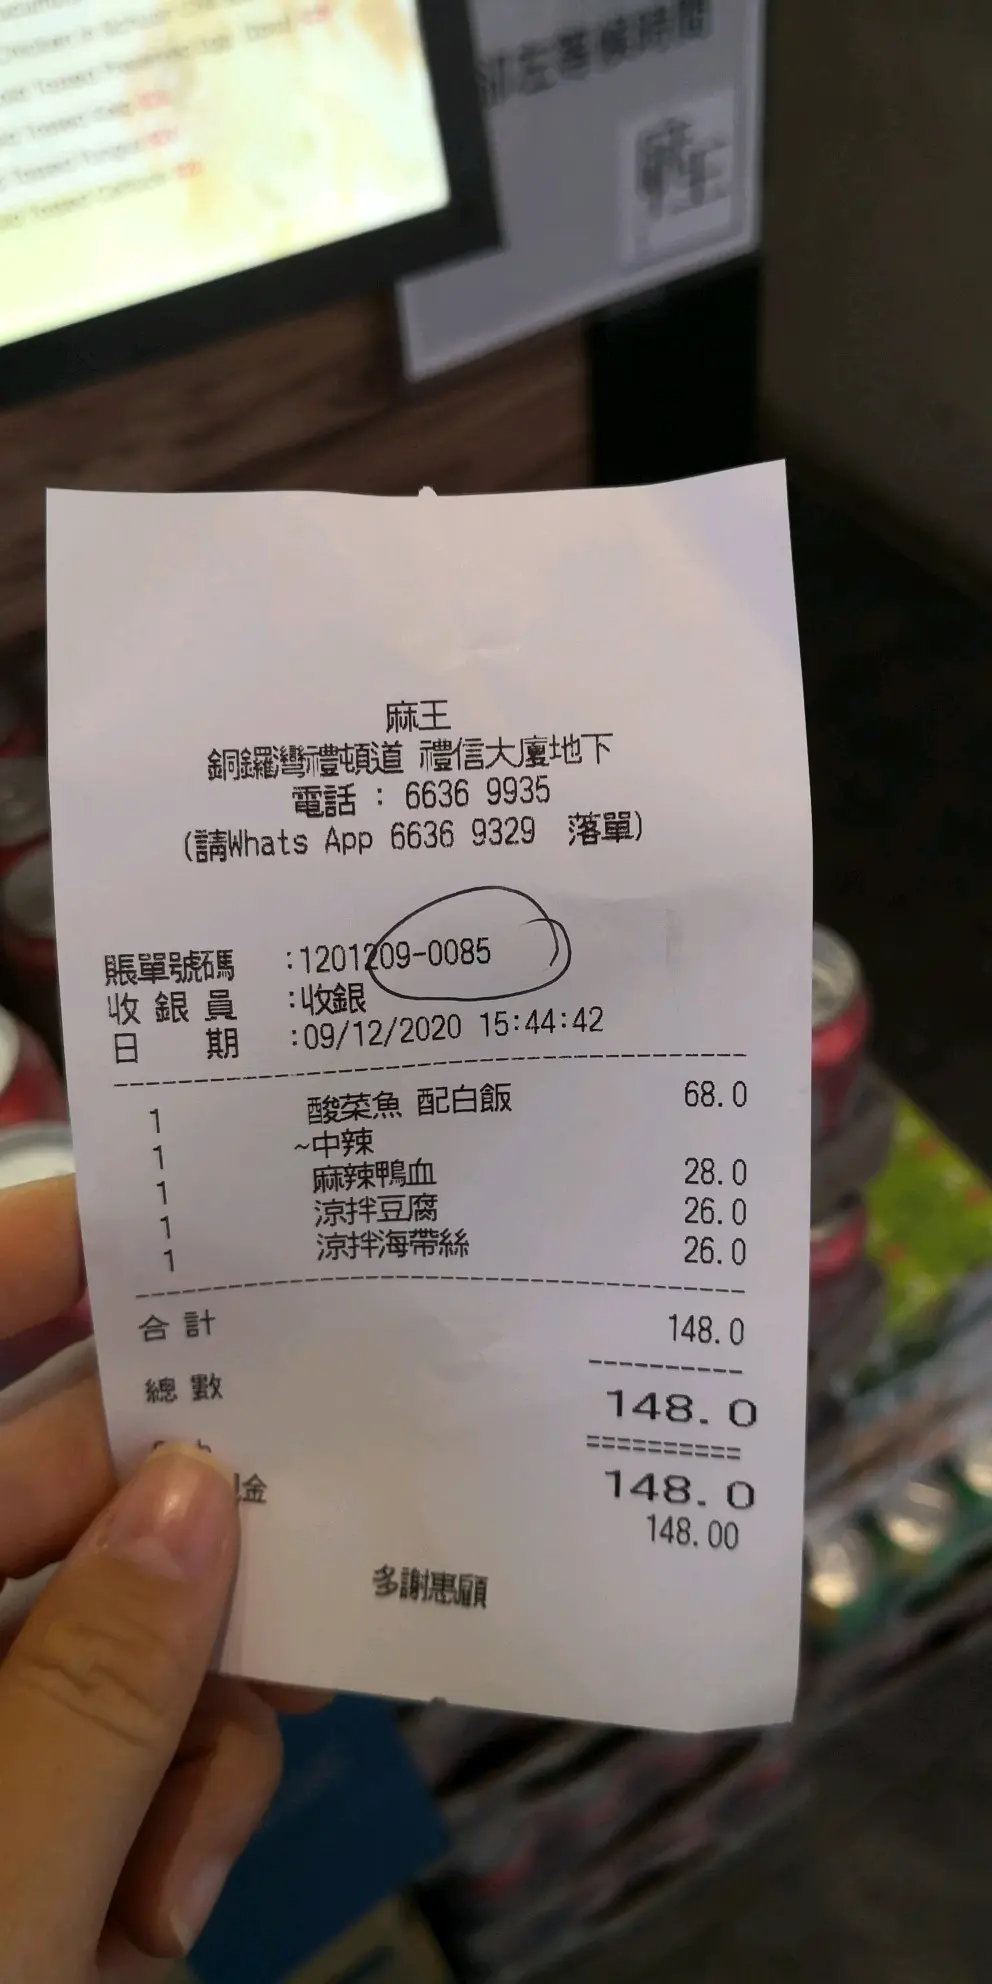 等候時間
麻王
銅鑼灣禮頓道 禮信大廈地下
電話 : 6636 9935
(請Whats App 6636 9329 落單)
賬單號碼 :1201209-0085
收銀員 :收銀
日期 :09/12/2020 15:44:42
1 酸菜魚 配白飯 68.0
1 ~中辣
1 麻辣鴨血 28.0
1 涼拌豆腐 26.0
1 涼拌海帶絲 26.0
合計 148.0
總數 148.0
148.0
金 148.00
多謝惠顧